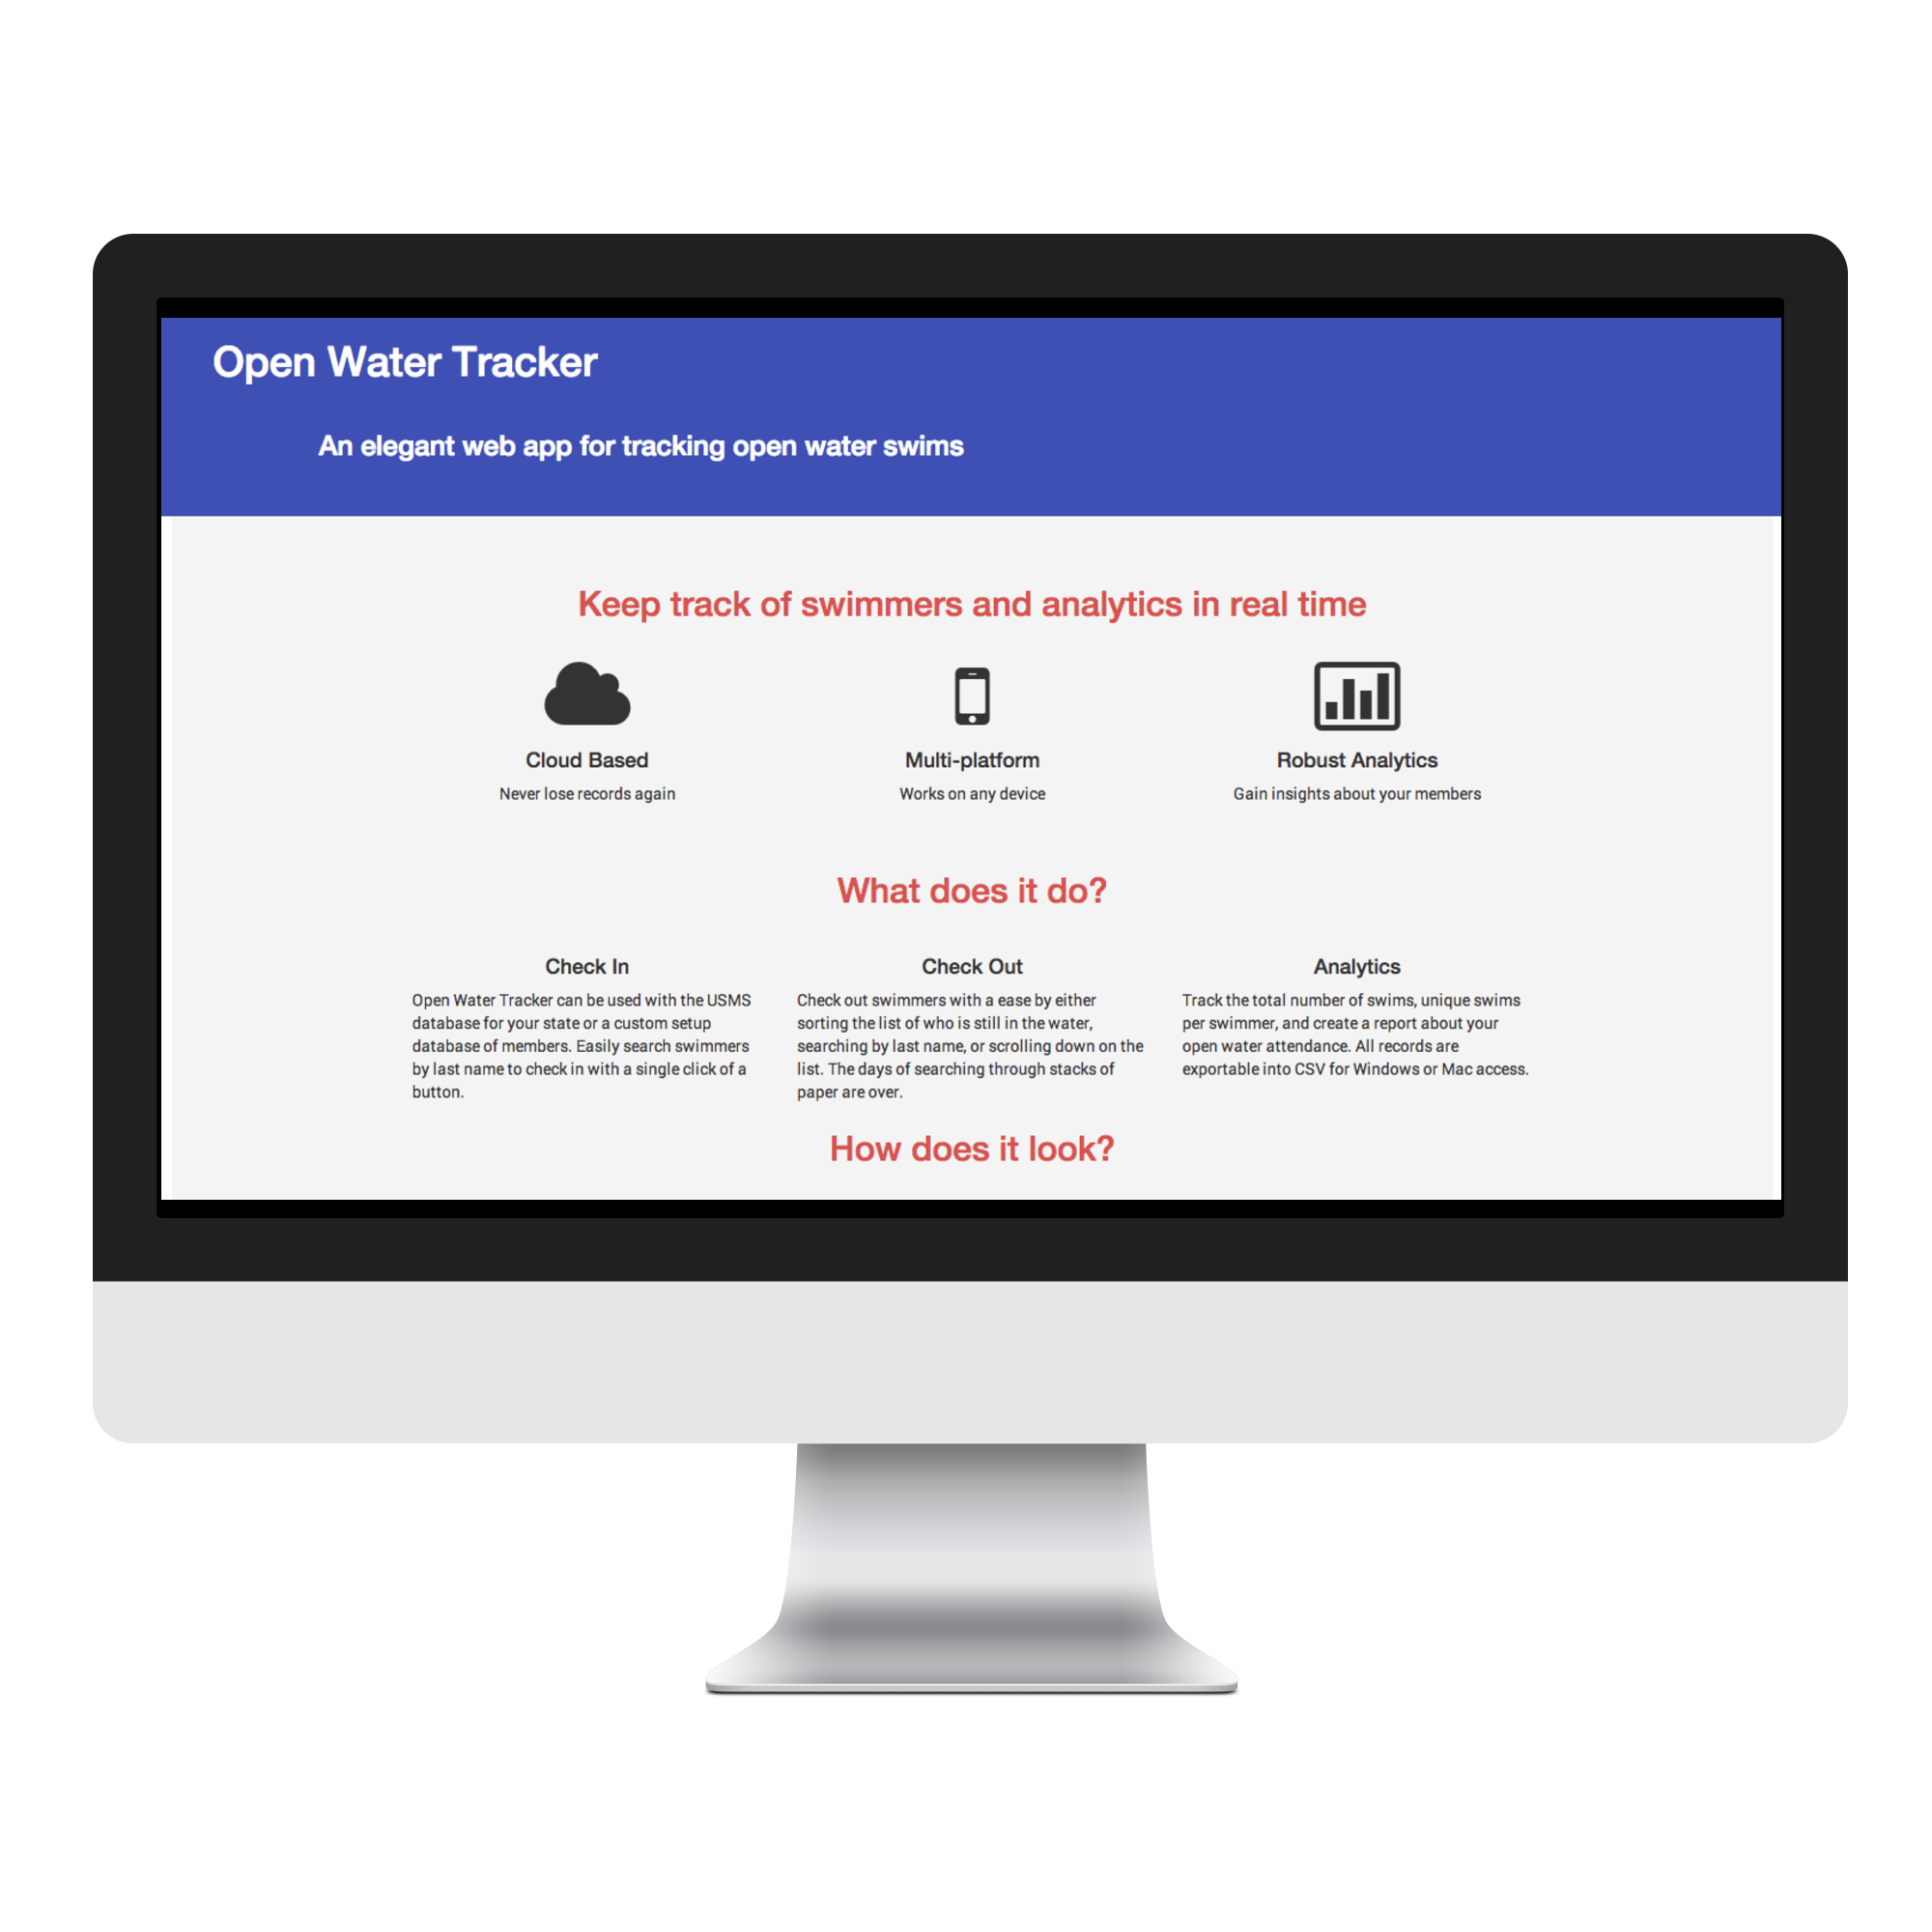 Open Water Tracker
An elegant web app for tracking open water swims
Keep track of swimmers and analytics in real time
Cloud Based
Never lose records again
Multi-platform
Works on any device
Robust Analytics
Gain insights about your members
What does it do?
Check In
Open Water Tracker can be used with the USMS
database for your state or a custom setup
database of members. Easily search swimmers
by last name to check in with a single click of a
button.
Check Out
Check out swimmers with a ease by either
sorting the list of who is still in the water,
searching by last name, or scrolling down on the
list. The days of searching through stacks of
paper are over.
Analytics
Track the total number of swims, unique swims
per swimmer, and create a report about your
open water attendance. All records are
exportable into CSV for Windows or Mac access.
How does it look?